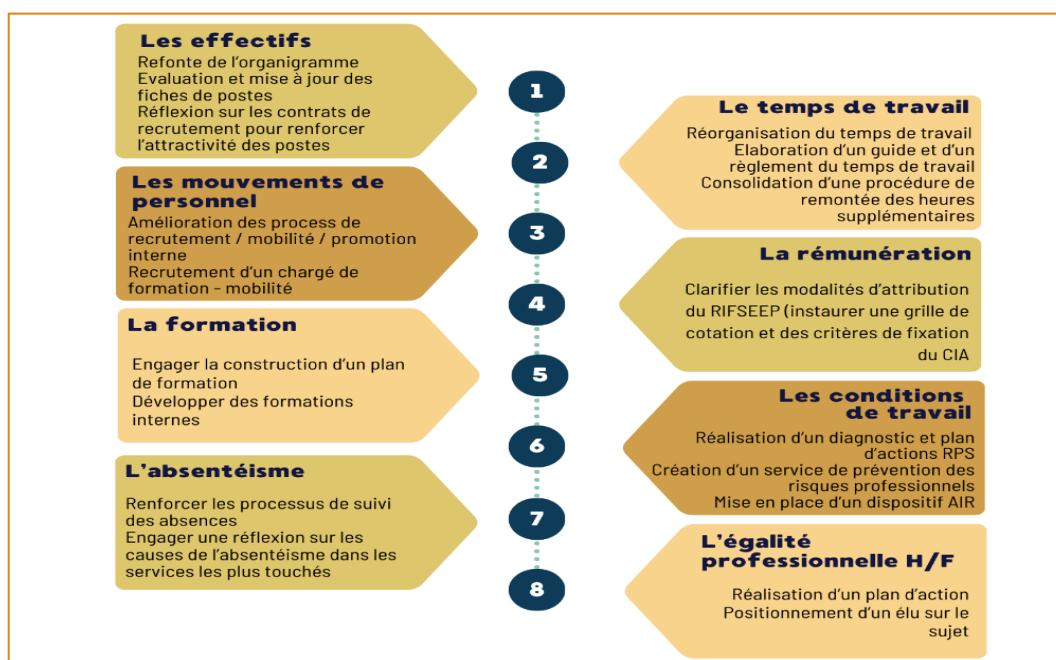 Les effectifs
Refonte de l'organigramme
Evaluation et mise à jour des
fiches de postes
Réflexion sur les contrats de
recrutement pour renforcer
l'attractivité des postes
1
Le temps de travail
Réorganisation du temps de travail
Elaboration d'un guide et d'un
règlement du temps de travail
Consolidation d'une procédure de
remontée des heures
supplémentaires
2
Les mouvements de
personnel
Amélioration des process de
recrutement / mobilité / promotion
interne
Recrutement d'un chargé de
formation - mobilité
3
La rémunération
Clarifier les modalités d'attribution
du RIFSEEP (instaurer une grille de
cotation et des critères de fixation
du CIA
4
La formation
Engager la construction d'un plan
de formation
Développer des formations
internes
5
Les conditions
de travail
Réalisation d'un diagnostic et plan
d'actions RPS
Création d'un service de prévention des
risques professionnels
Mise en place d'un dispositif AIR
6
L'absentéisme
Renforcer les processus de suivi
des absences
Engager une réflexion sur les
causes de l'absentéisme dans les
services les plus touchés
7
L'égalité
professionnelle H/F
Réalisation d'un plan d'action
Positionnement d'un élu sur le
sujet
8